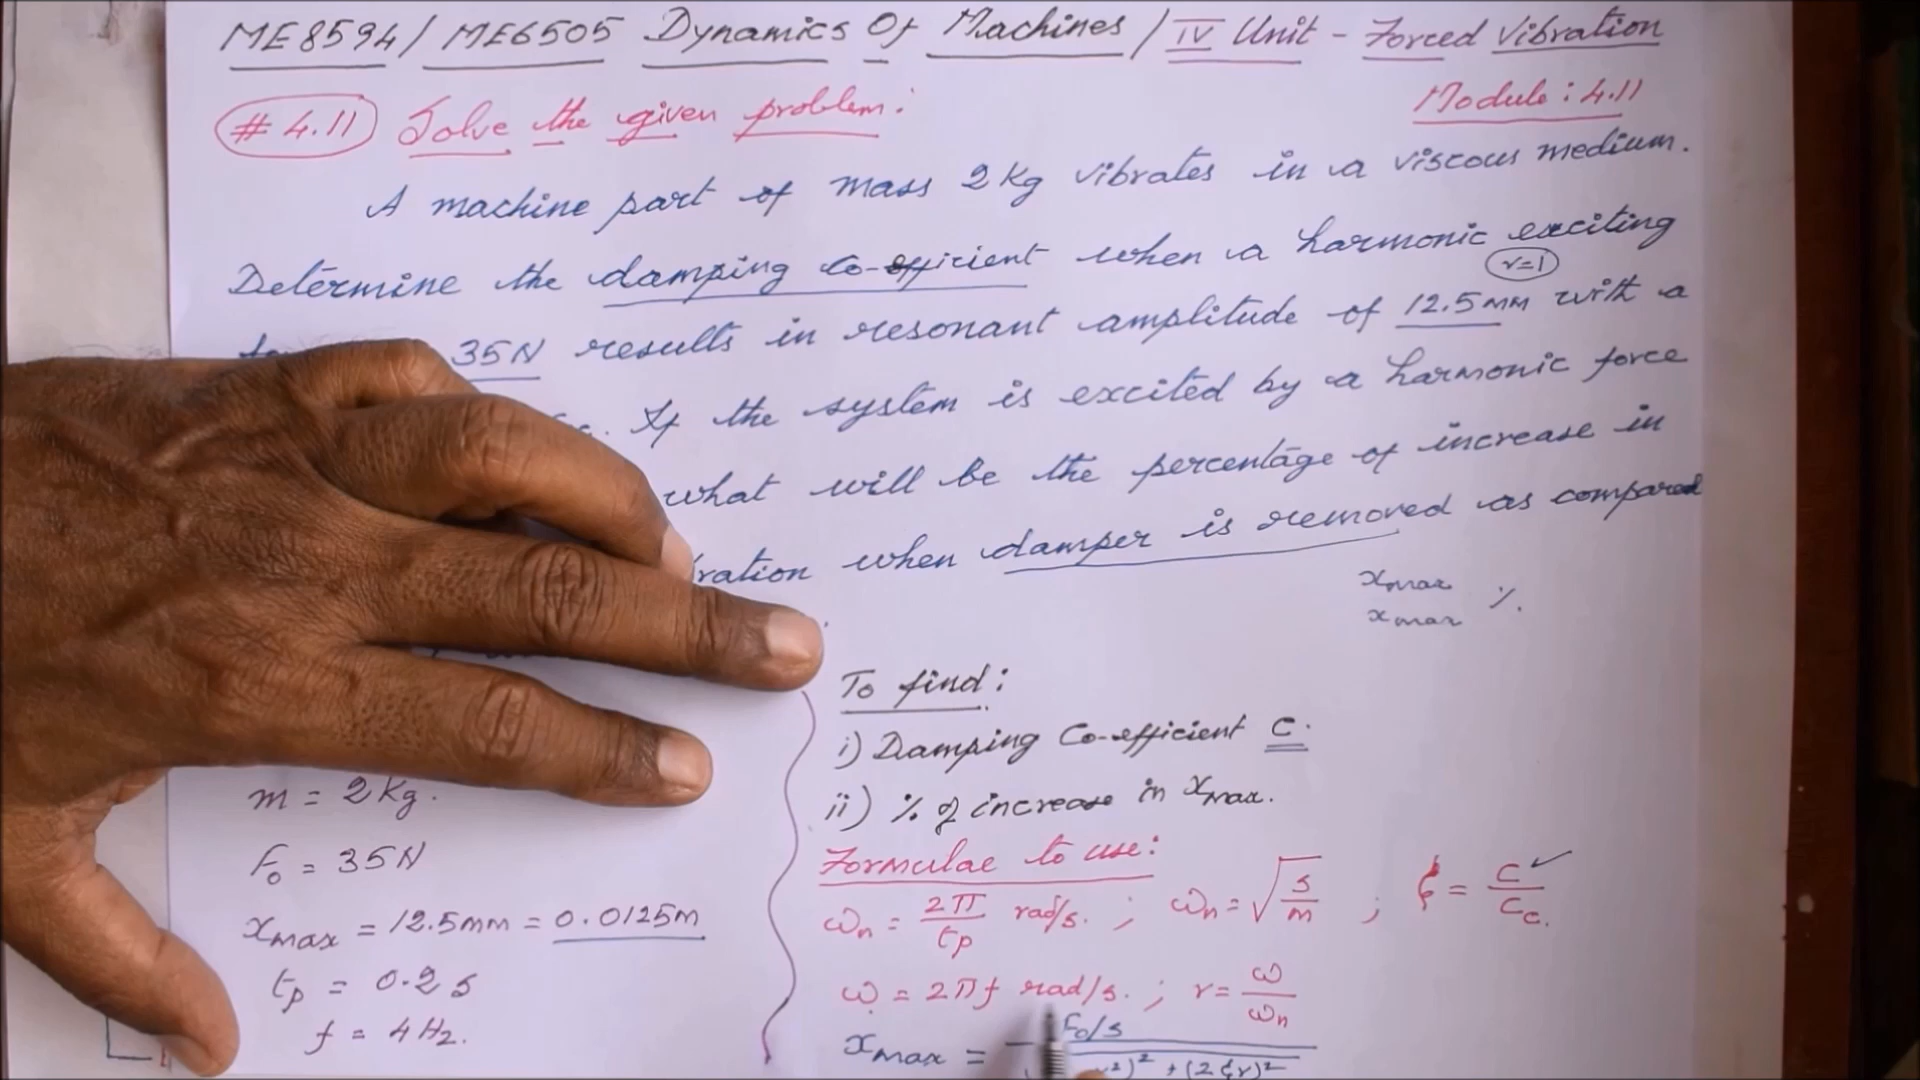 ME8594/ME6505 Dynamics Of Machines/IV Unit - Forced Vibration
#4.11 Solve the given problem: Module: 4.11
A machine part of mass 2Kg vibrates in a viscous medium.
Determine the damping Co-efficient when a harmonic exciting
r=1
35N results in resonant amplitude of 12.5mm with a
If the system is excited by a harmonic force
what will be the percentage of increase in
when damper is removed as compared
xmax
xmax %.
To find:
i) Damping Co-efficient C.
ii) % of increase in xmax.
m = 2Kg.
F₀ = 35N
xmax = 12.5mm = 0.0125m
tp = 0.2s
f = 4Hz.
Formulae to use:
ωn = 2π/tp rad/s. ; ωn = √s/m ; ξ = C/Cc. ✓
ω = 2πf rad/s. ; r = ω/ωn
xmax = F₀/s
²)² + (2ξr)²